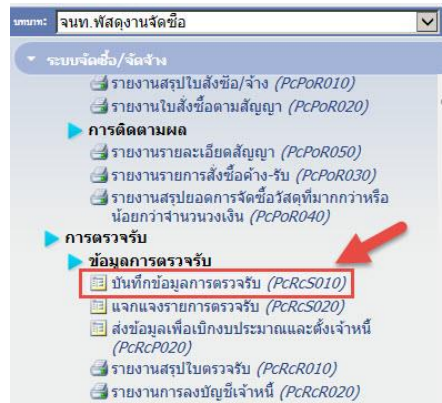 บทบาท: จนท.พัสดุงานจัดซื้อ
ระบบจัดซื้อ/จัดจ้าง
รายงานสรุปใบสั่งซื้อ/จ้าง (PcPoR010)
รายงานใบสั่งซื้อตามสัญญา (PcPoR020)
การติดตามผล
รายงานรายละเอียดสัญญา (PcPoR050)
รายงานรายการสั่งซื้อค้าง-รับ (PcPoR030)
รายงานสรุปยอดการจัดซื้อวัสดุที่มากกว่าหรือ
น้อยกว่าจำนวนวงเงิน (PcPoR040)
การตรวจรับ
ข้อมูลการตรวจรับ
บันทึกข้อมูลการตรวจรับ (PcRcS010)
แจกแจงรายการตรวจรับ (PcRcS020)
ส่งข้อมูลเพื่อเบิกงบประมาณและตั้งเจ้าหนี้
(PcRcP020)
รายงานสรุปใบตรวจรับ (PcRcR010)
รายงานการลงบัญชีเจ้าหนี้ (PcRcR020)